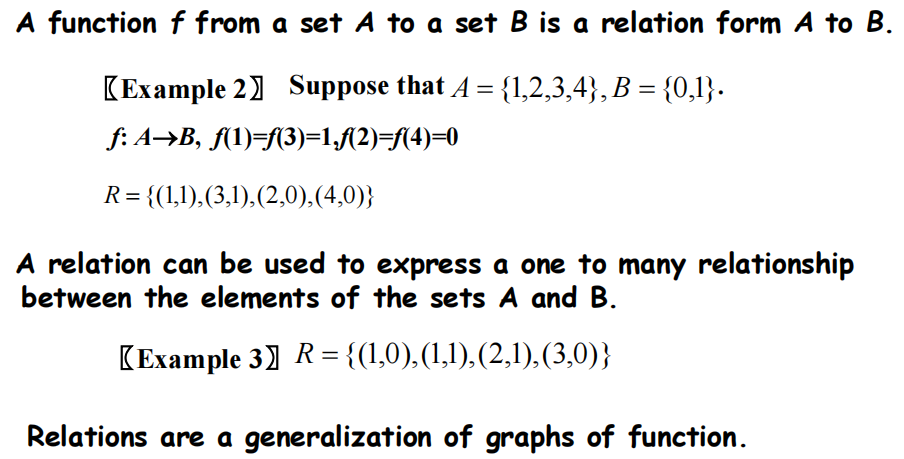 A function f from a set A to a set B is a relation form A to B.
〖Example 2〗 Suppose that A = {1,2,3,4}, B = {0,1}.
f: A→B, f(1)=f(3)=1,f(2)=f(4)=0
R = {(1,1),(3,1),(2,0),(4,0)}
A relation can be used to express a one to many relationship
between the elements of the sets A and B.
〖Example 3〗 R = {(1,0),(1,1),(2,1),(3,0)}
Relations are a generalization of graphs of function.